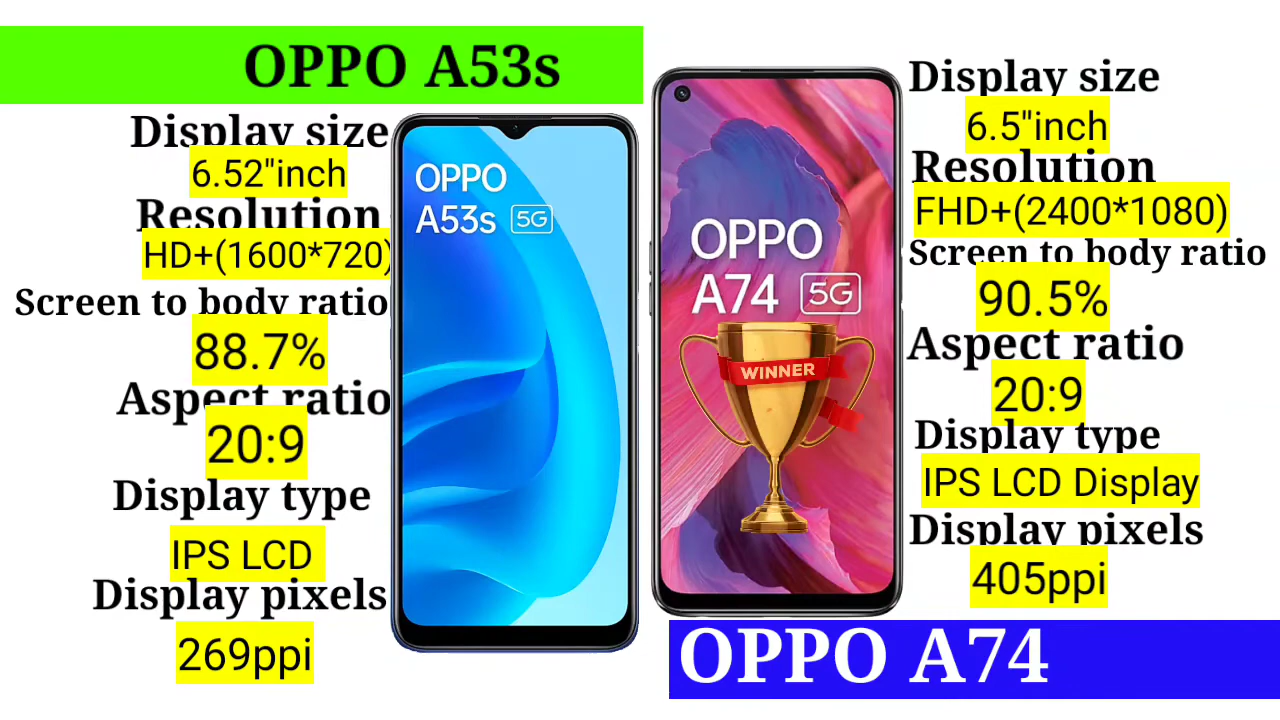 OPPO A53s
Display size
6.52"inch
Resolution
HD+(1600*720)
Screen to body ratio
88.7%
Aspect ratio
20:9
Display type
IPS LCD
Display pixels
269ppi
OPPO
A53s 5G
OPPO
A74 5G
WINNER
Display size
6.5"inch
Resolution
FHD+(2400*1080)
Screen to body ratio
90.5%
Aspect ratio
20:9
Display type
IPS LCD Display
Display pixels
405ppi
OPPO A74